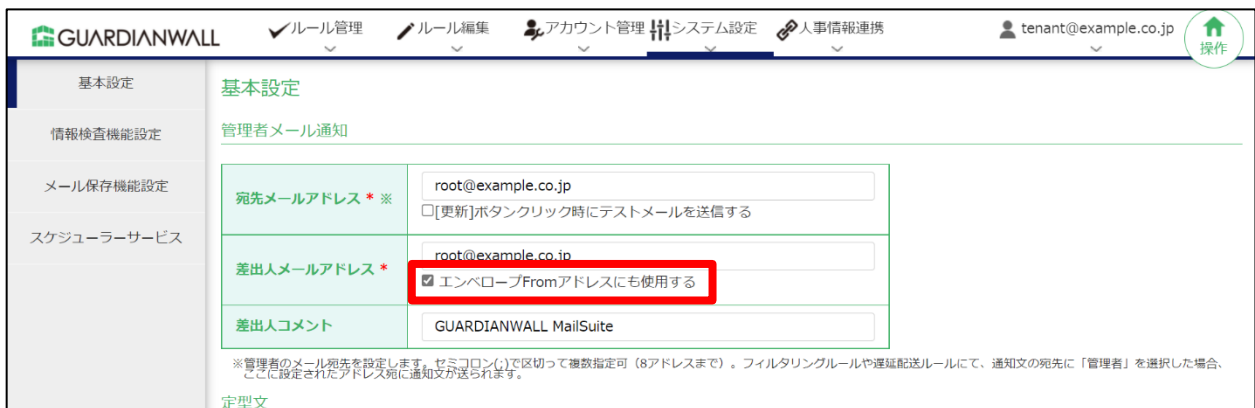 GUARDIANWALL
ルール管理
ルール編集
アカウント管理
システム設定
人事情報連携
tenant@example.co.jp
操作
基本設定
情報検査機能設定
メール保存機能設定
スケジューラーサービス
基本設定
管理者メール通知
宛先メールアドレス * ※
root@example.co.jp
[更新]ボタンクリック時にテストメールを送信する
差出人メールアドレス *
root@example.co.jp
エンベロープFromアドレスにも使用する
差出人コメント
GUARDIANWALL MailSuite
※管理者のメール宛先を設定します。セミコロン(;)で区切って複数指定可（8アドレスまで）。フィルタリングルールや遅延配送ルールにて、通知文の宛先に「管理者」を選択した場合、
ここに設定されたアドレス宛に通知文が送られます。
定型文